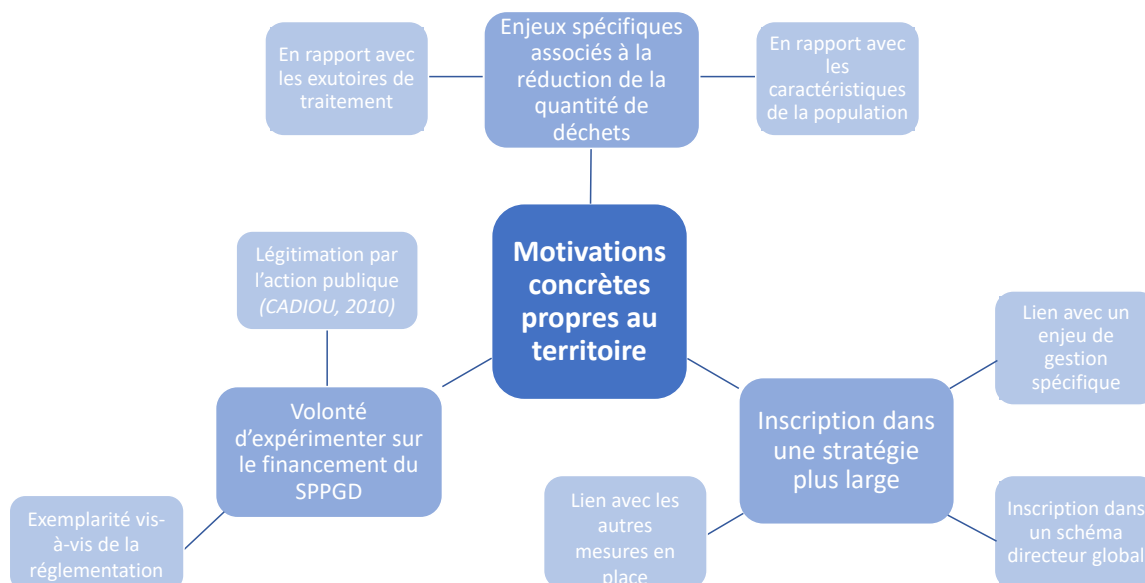 Enjeux spécifiques
associés à la
réduction de la
quantité de
déchets
En rapport avec
les exutoires de
traitement
En rapport avec
les
caractéristiques
de la population
Motivations
concrètes
propres au
territoire
Légitimation par
l'action publique
(CADIOU, 2010)
Volonté
d'expérimenter sur
le financement du
SPPGD
Exemplarité vis-
à-vis de la
réglementation
Lien avec un
enjeu de
gestion
spécifique
Inscription dans
une stratégie
plus large
Lien avec les
autres
mesures en
place
Inscription dans
un schéma
directeur global